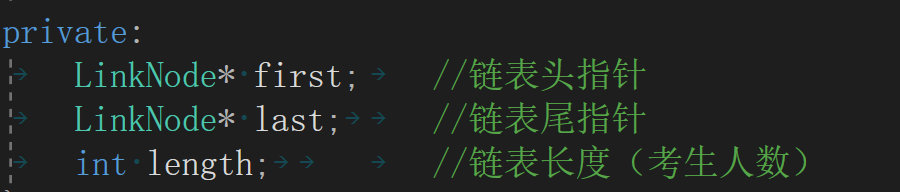 private:
LinkNode* first; //链表头指针
LinkNode* last; //链表尾指针
int length; //链表长度（考生人数）